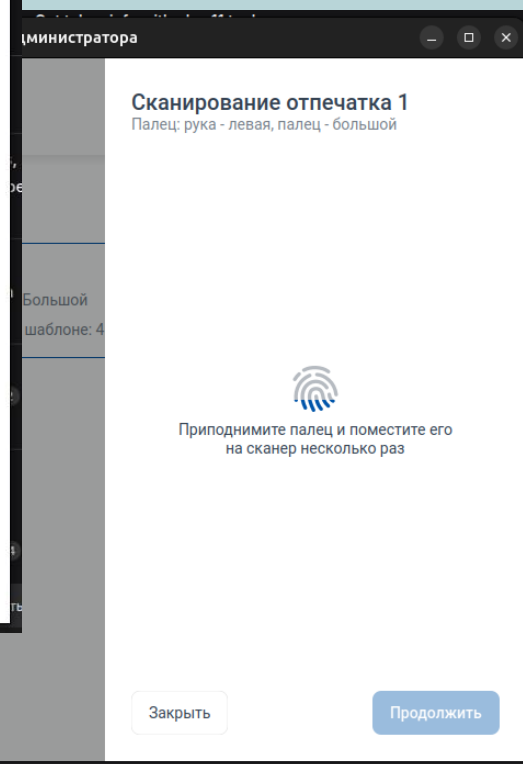 дминистратора
Сканирование отпечатка 1
Палец: рука - левая, палец - большой
Большой
шаблоне: 4
Приподнимите палец и поместите его
на сканер несколько раз
Закрыть
Продолжить